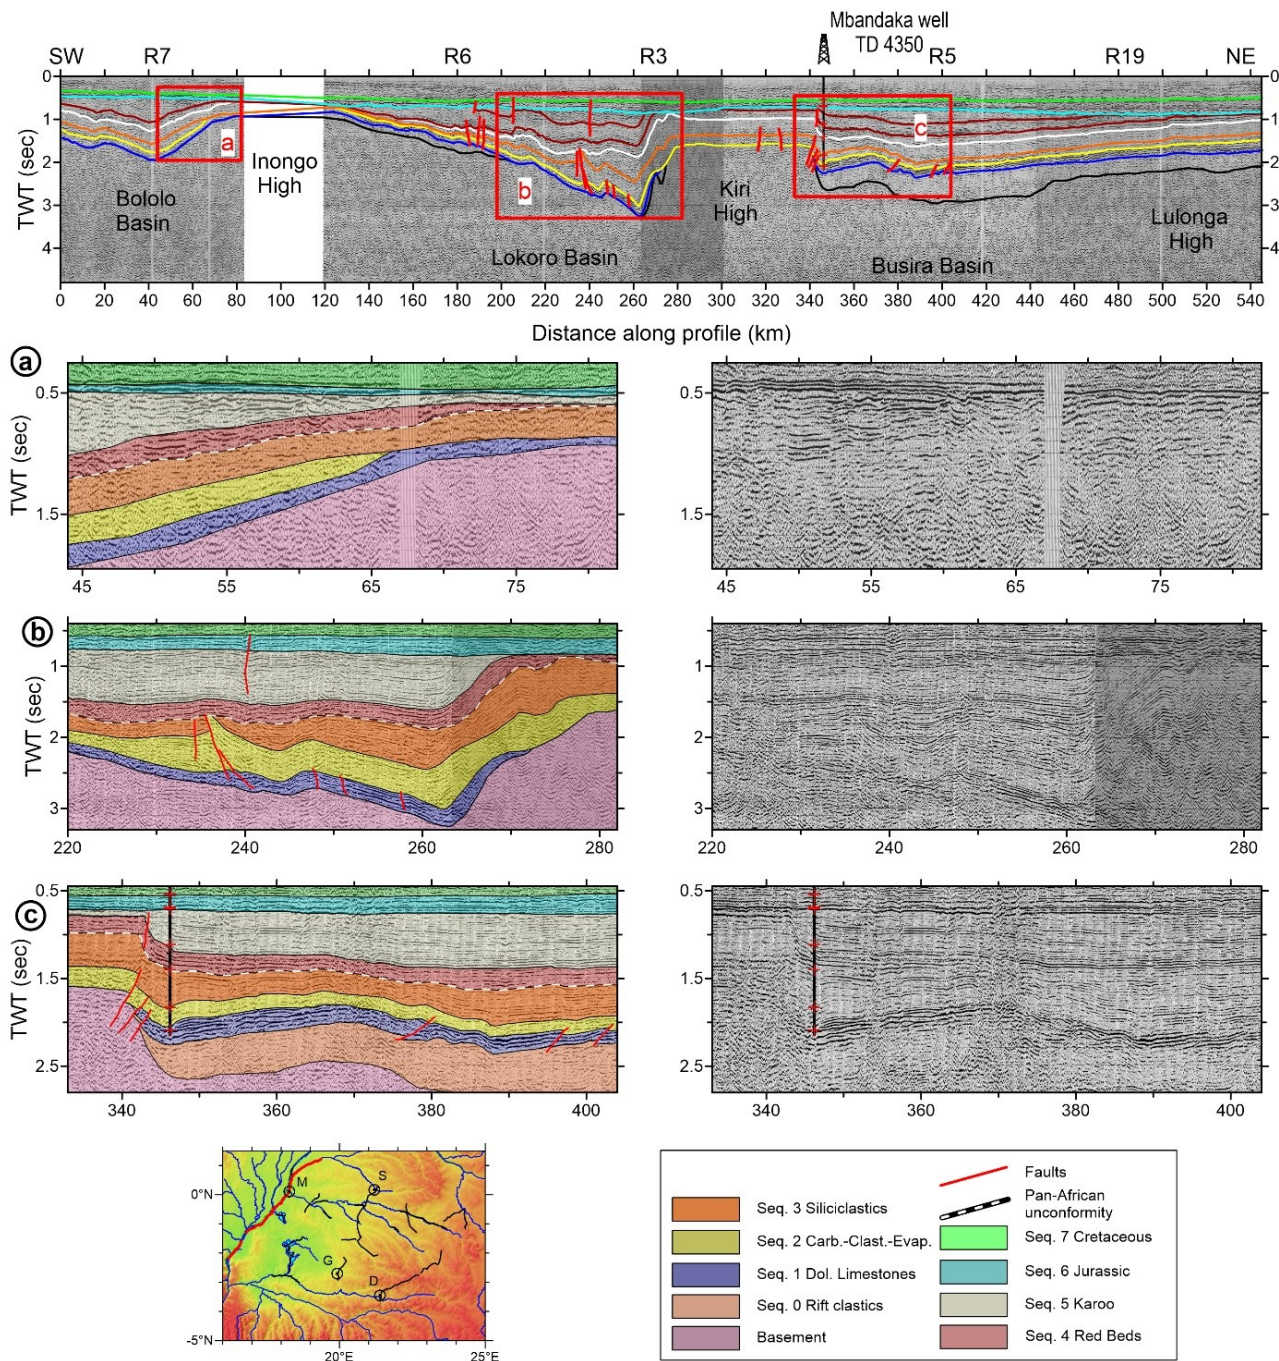 Mbandaka well
TD 4350
SW R7 R6 R3 R5 R19 NE
0 0
1 1
2 2
3 3
4 4
TWT (sec)
a
b
c
Bololo
Basin
Inongo
High
Lokoro Basin
Kiri
High
Busira Basin
Lulonga
High
0 20 40 60 80 100 120 140 160 180 200 220 240 260 280 300 320 340 360 380 400 420 440 460 480 500 520 540
Distance along profile (km)
a
TWT (sec)
0.5 0.5
1.5 1.5
45 55 65 75 45 55 65 75
b
TWT (sec)
1 1
2 2
3 3
220 240 260 280 220 240 260 280
c
TWT (sec)
0.5 0.5
1.5 1.5
2.5 2.5
340 360 380 400 340 360 380 400
0°N
-5°N
20°E 25°E
M
S
G
D
Seq. 3 Siliciclastics
Seq. 2 Carb.-Clast.-Evap.
Seq. 1 Dol. Limestones
Seq. 0 Rift clastics
Basement
Faults
Pan-African
unconformity
Seq. 7 Cretaceous
Seq. 6 Jurassic
Seq. 5 Karoo
Seq. 4 Red Beds